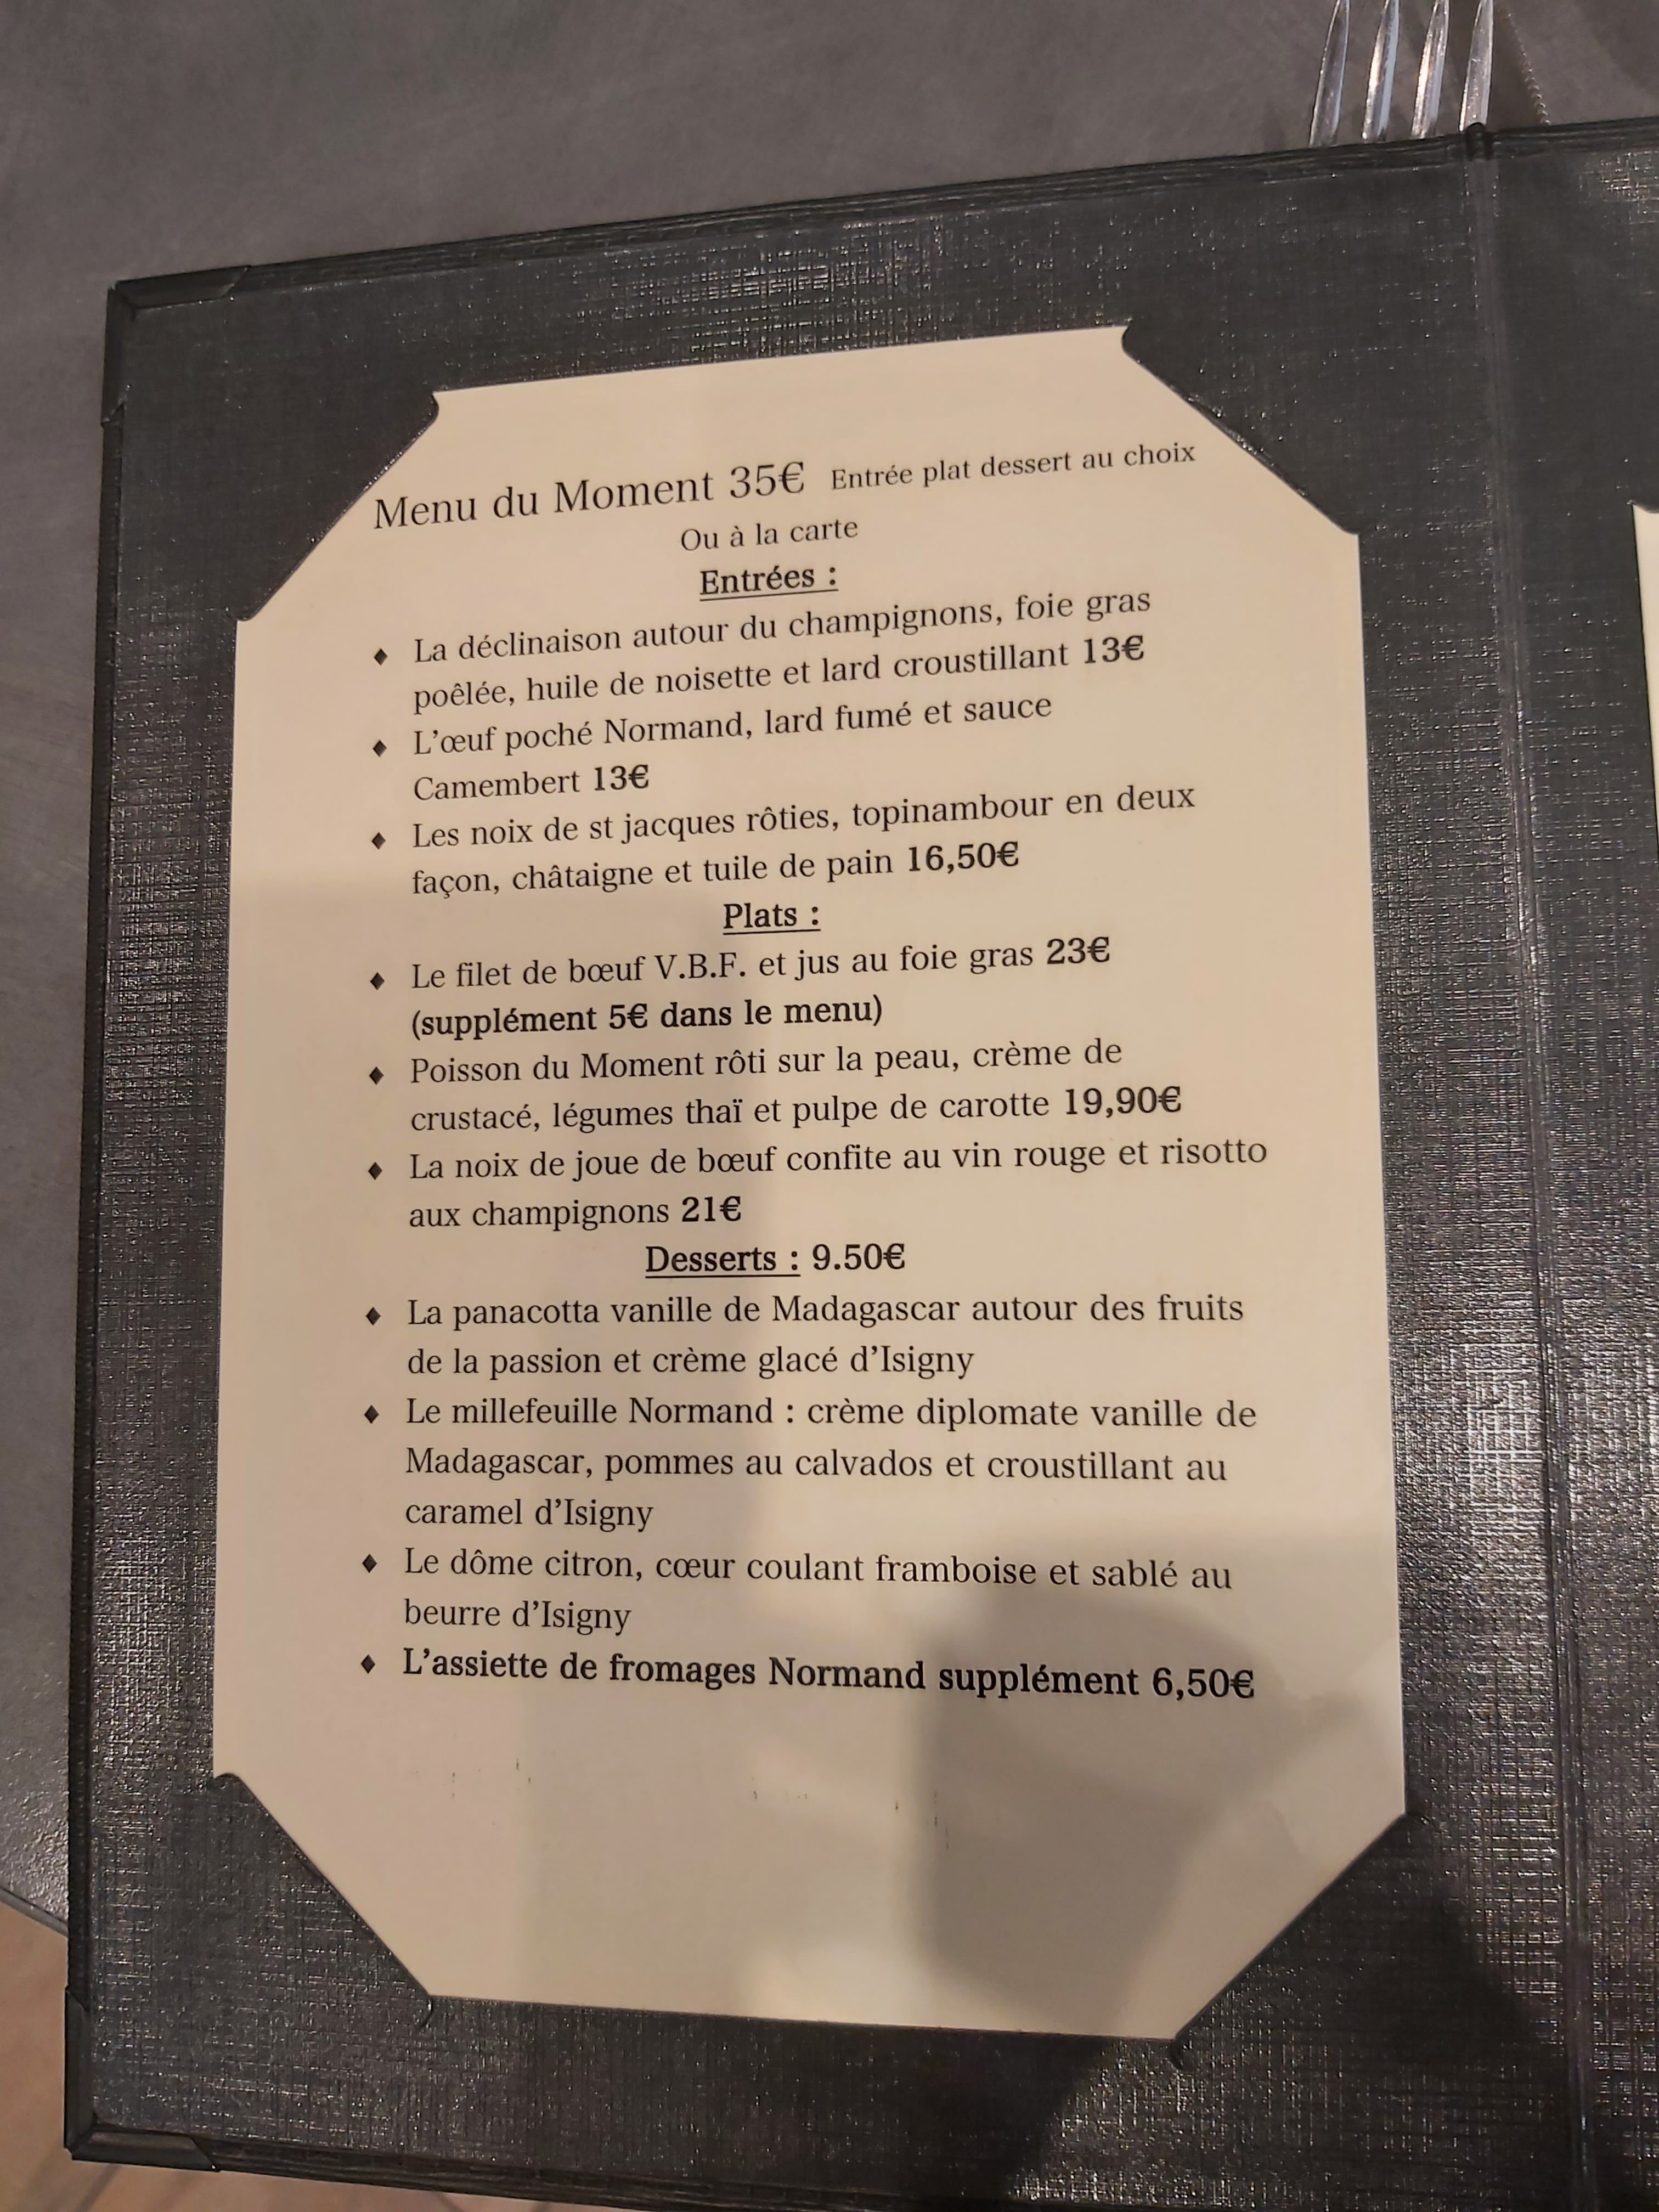 Menu du Moment 35€ Entrée plat dessert au choix
Ou à la carte
Entrées :
♦ La déclinaison autour du champignons, foie gras
poêlée, huile de noisette et lard croustillant 13€
♦ L'œuf poché Normand, lard fumé et sauce
Camembert 13€
♦ Les noix de st jacques rôties, topinambour en deux
façon, châtaigne et tuile de pain 16,50€
Plats :
♦ Le filet de bœuf V.B.F. et jus au foie gras 23€
(supplément 5€ dans le menu)
♦ Poisson du Moment rôti sur la peau, crème de
crustacé, légumes thaï et pulpe de carotte 19,90€
♦ La noix de joue de bœuf confite au vin rouge et risotto
aux champignons 21€
Desserts : 9.50€
♦ La panacotta vanille de Madagascar autour des fruits
de la passion et crème glacé d'Isigny
♦ Le millefeuille Normand : crème diplomate vanille de
Madagascar, pommes au calvados et croustillant au
caramel d'Isigny
♦ Le dôme citron, cœur coulant framboise et sablé au
beurre d'Isigny
♦ L'assiette de fromages Normand supplément 6,50€